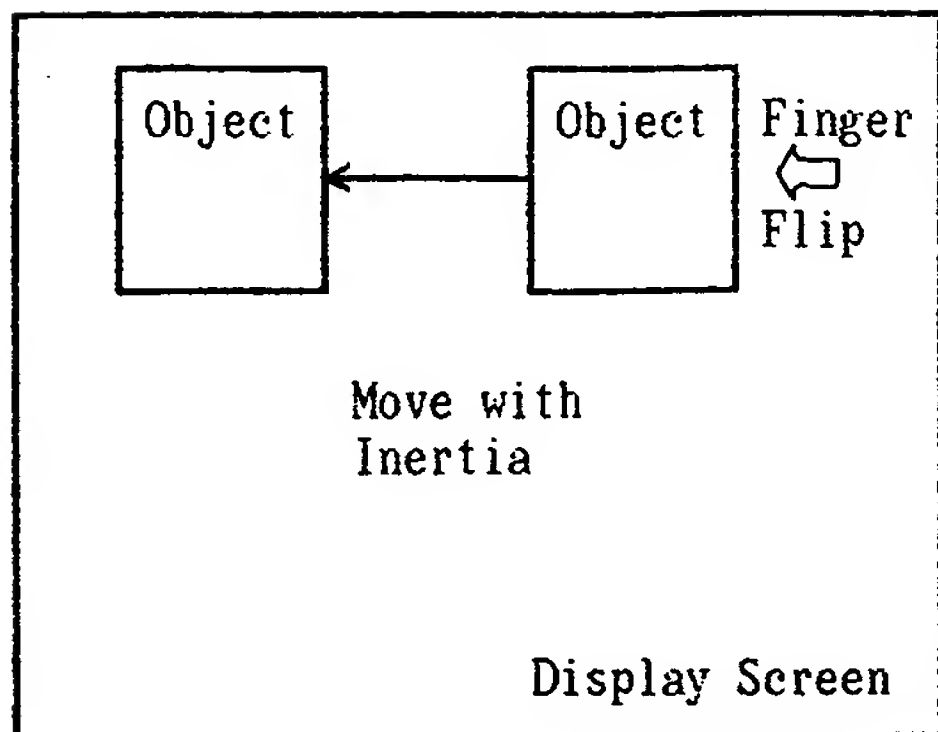 Object
Object
Finger
Flip
Move with
Inertia
Display Screen